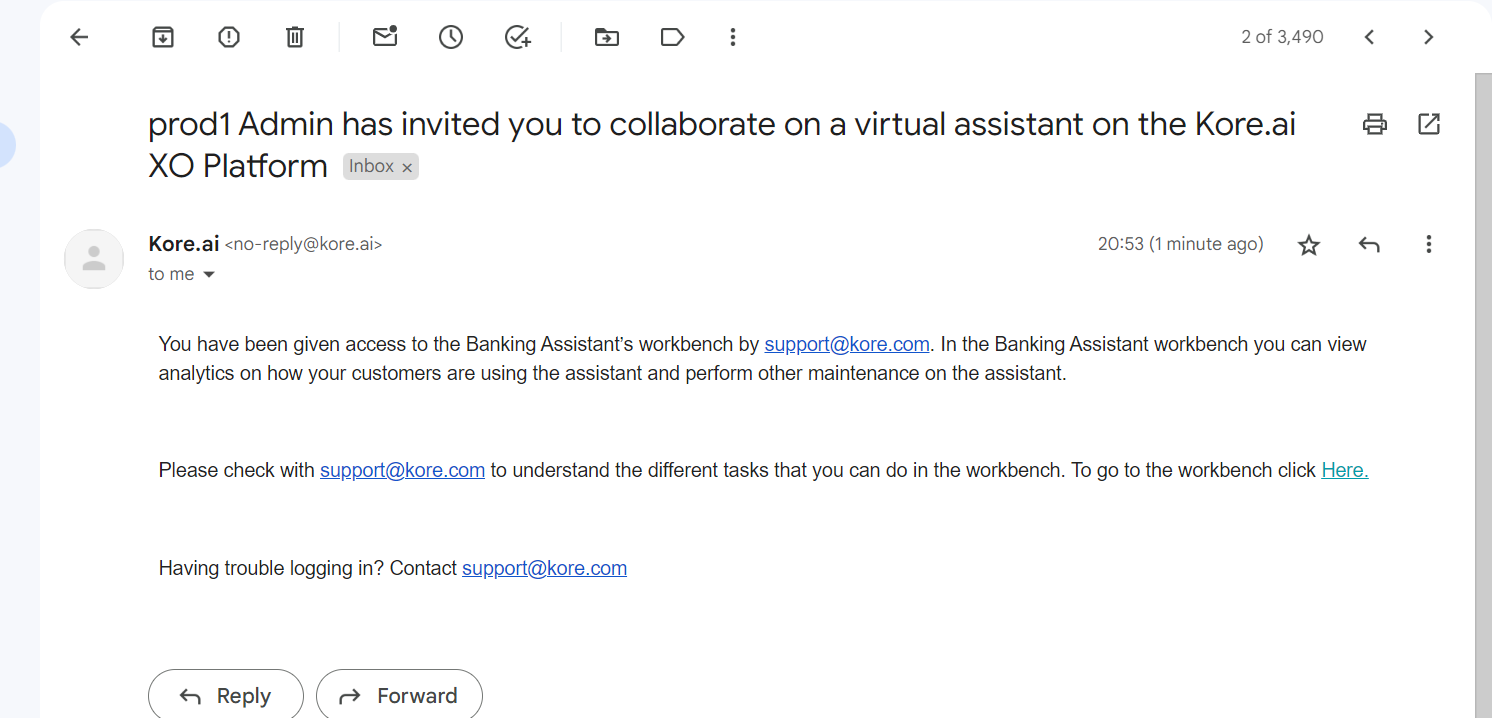 2 of 3,490
prod1 Admin has invited you to collaborate on a virtual assistant on the Kore.ai
XO Platform Inbox ×
Kore.ai <no-reply@kore.ai> 20:53 (1 minute ago)
to me
You have been given access to the Banking Assistant’s workbench by support@kore.com. In the Banking Assistant workbench you can view
analytics on how your customers are using the assistant and perform other maintenance on the assistant.
Please check with support@kore.com to understand the different tasks that you can do in the workbench. To go to the workbench click Here.
Having trouble logging in? Contact support@kore.com
Reply Forward